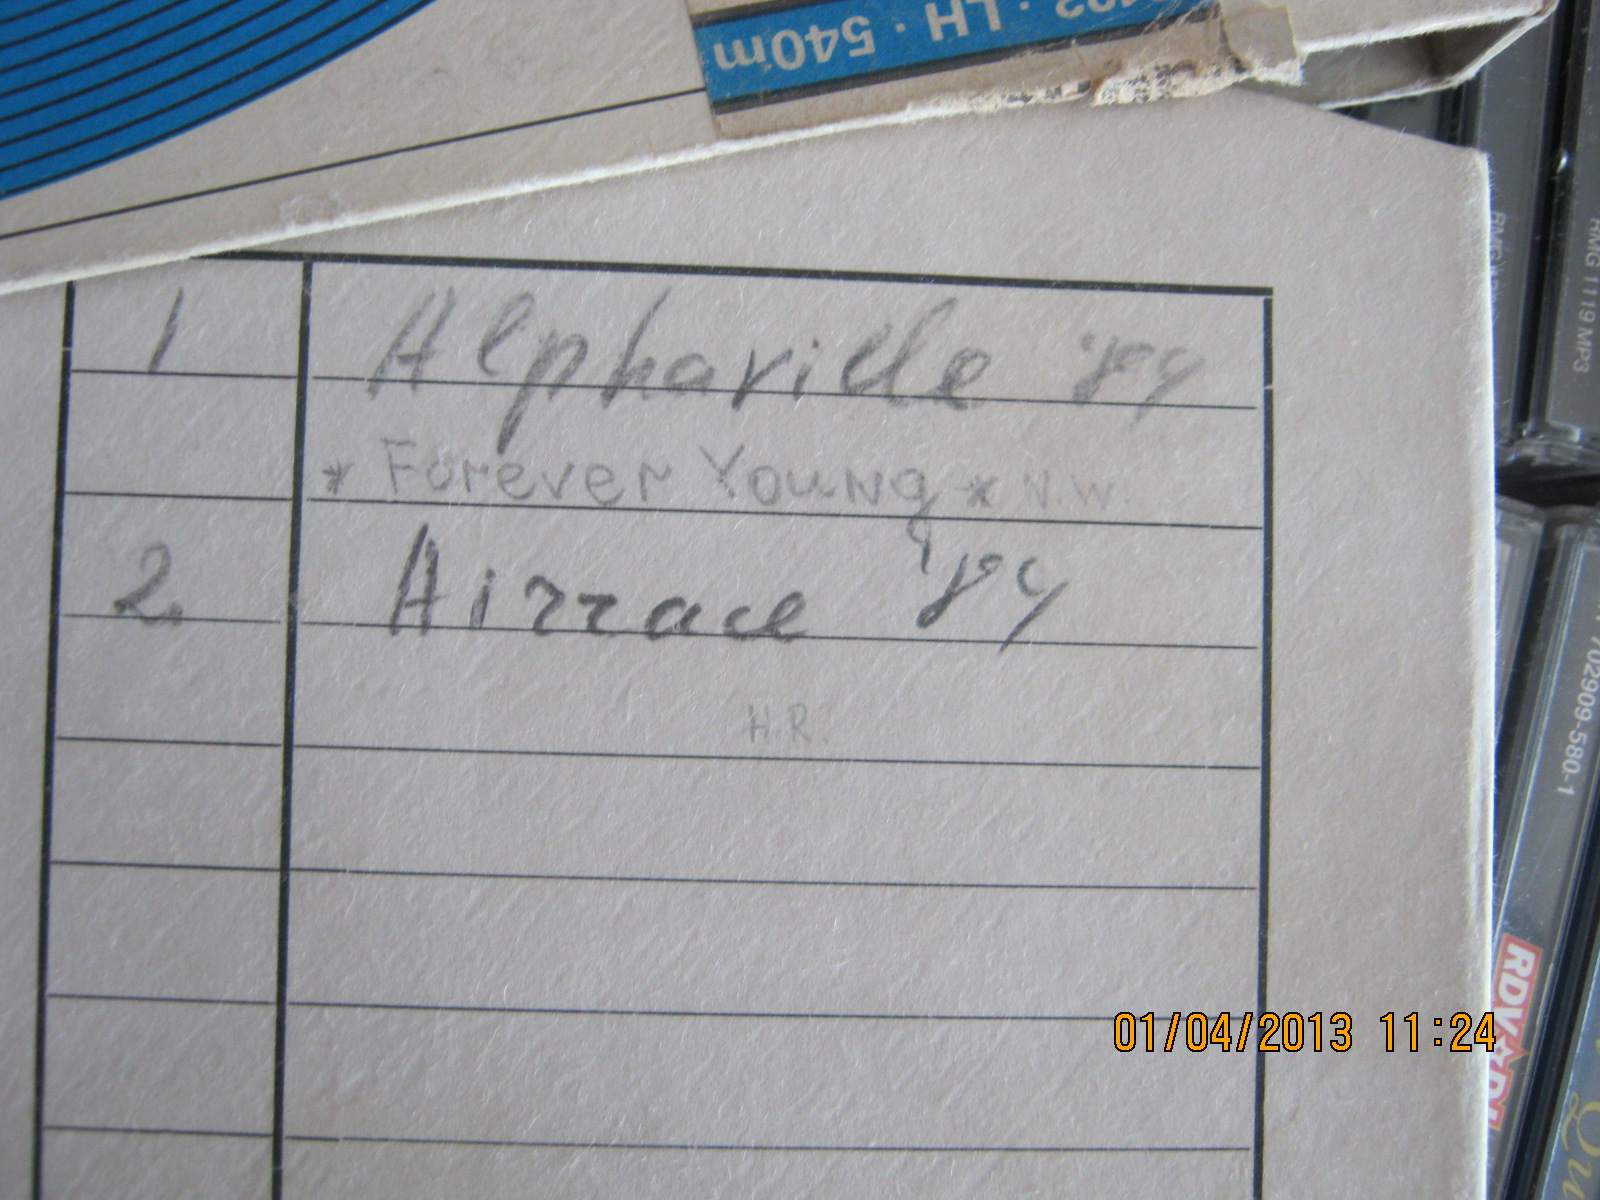 · LH · 540m
1 Alphaville '84
* Forever Young * N.W.
2 Airrace '84
H.R.
01/04/2013 11:24
RMG 1119 MP3
702909-580-1